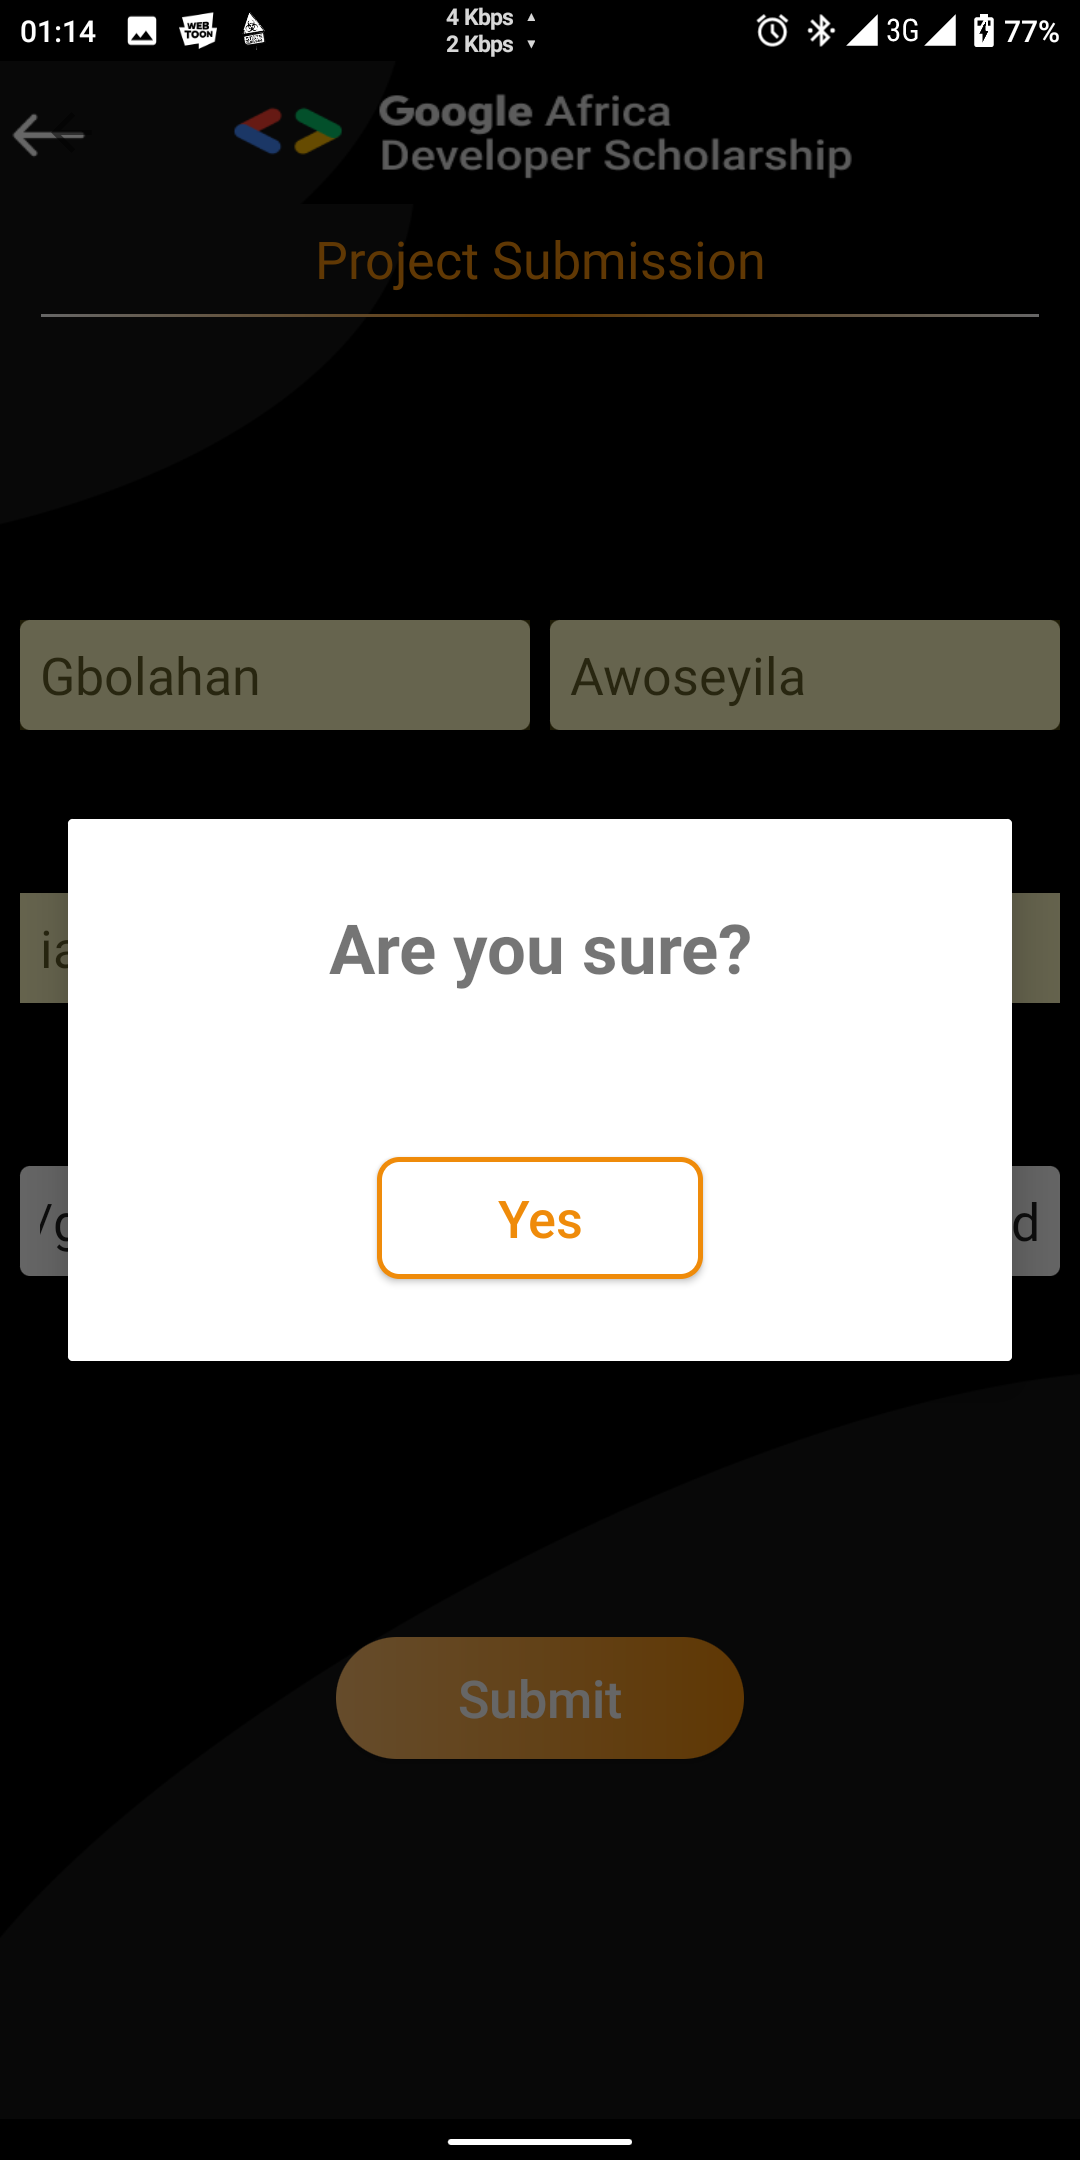 01:14
WEB
TOON
4 Kbps ▲
2 Kbps ▼
3G
77%
Google Africa
Developer Scholarship
Project Submission
Gbolahan
Awoseyila
Are you sure?
Yes
Submit